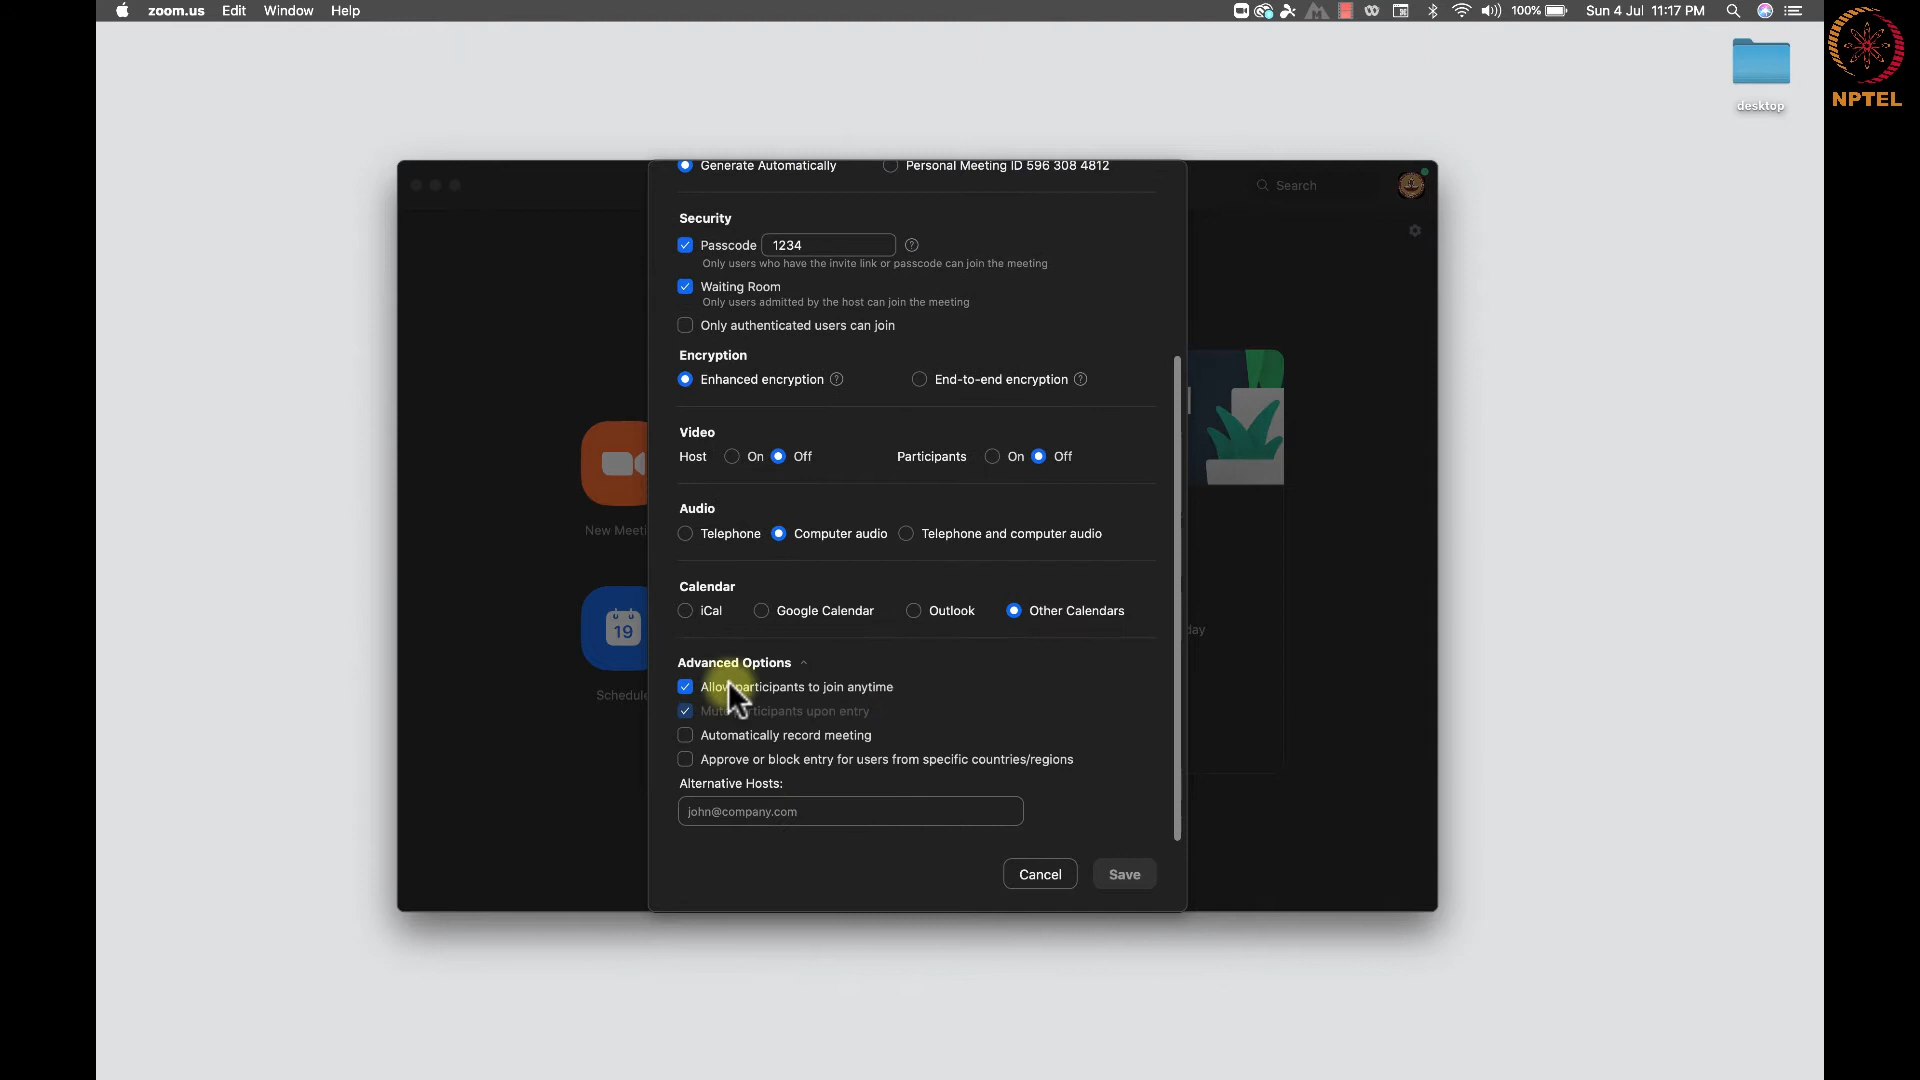 zoom.us Edit Window Help
100% Sun 4 Jul 11:17 PM
NPTEL
desktop
Search
Generate Automatically Personal Meeting ID 596 308 4812
Security
Passcode 1234 ?
Only users who have the invite link or passcode can join the meeting
Waiting Room
Only users admitted by the host can join the meeting
Only authenticated users can join
Encryption
Enhanced encryption ? End-to-end encryption ?
Video
Host On Off Participants On Off
Audio
Telephone Computer audio Telephone and computer audio
New Meeti
Calendar
iCal Google Calendar Outlook Other Calendars
19
day
Advanced Options
Allow participants to join anytime
Schedule
Mute participants upon entry
Automatically record meeting
Approve or block entry for users from specific countries/regions
Alternative Hosts:
john@company.com
Cancel Save